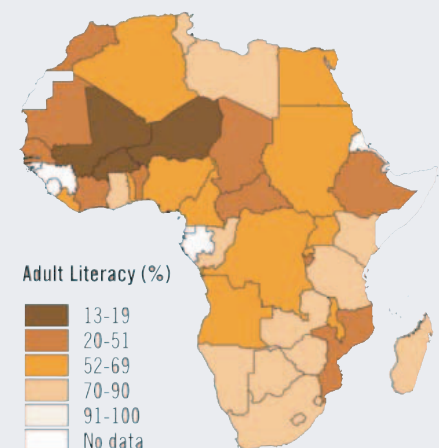 Adult Literacy (%)
13-19
20-51
52-69
70-90
91-100
No data